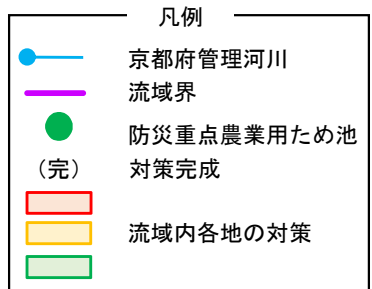 凡例
京都府管理河川
流域界
防災重点農業用ため池
(完) 対策完成
流域内各地の対策